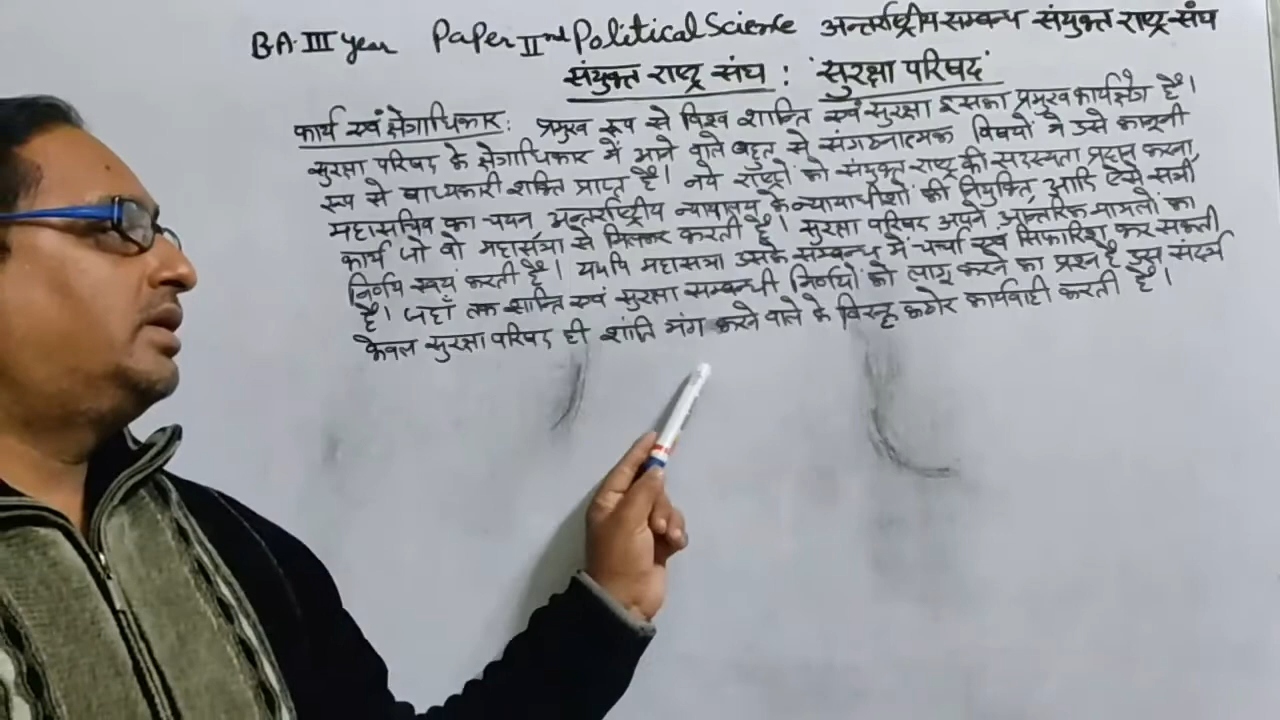 B.A. III year Paper II nd Political Science अन्तर्राष्ट्रीय सम्बन्ध संयुक्त राष्ट्र संघ
संयुक्त राष्ट्र संघ : सुरक्षा परिषद
कार्य एवं क्षेत्राधिकार : प्रमुख रूप से विश्व शान्ति एवं सुरक्षा इसका प्रमुख कार्यक्षेत्र है।
सुरक्षा परिषद के क्षेत्राधिकार में आने वाले बहुत से संगठनात्मक विषयों में उसे कानूनी
रूप से बाध्यकारी शक्ति प्राप्त है। नये राष्ट्रों को संयुक्त राष्ट्र की सदस्यता प्रदान करना,
महासचिव का चयन अन्तर्राष्ट्रीय न्यायालय के न्यायाधीशों की नियुक्ति आदि ऐसे सभी
कार्य जो वो महासभा से मिलकर करती है। सुरक्षा परिषद अपने आन्तरिक मामलों का
निर्णय स्वयं करती है। यद्यपि महासभा उसके सम्बन्ध में चर्चा एवं सिफारिश कर सकती
है। जहाँ तक शान्ति एवं सुरक्षा सम्बन्धी निर्णयों को लागू करने का प्रश्न है इस संदर्भ
केवल सुरक्षा परिषद ही शांति भंग करने वाले के विरुद्ध कठोर कार्यवाही करती है।